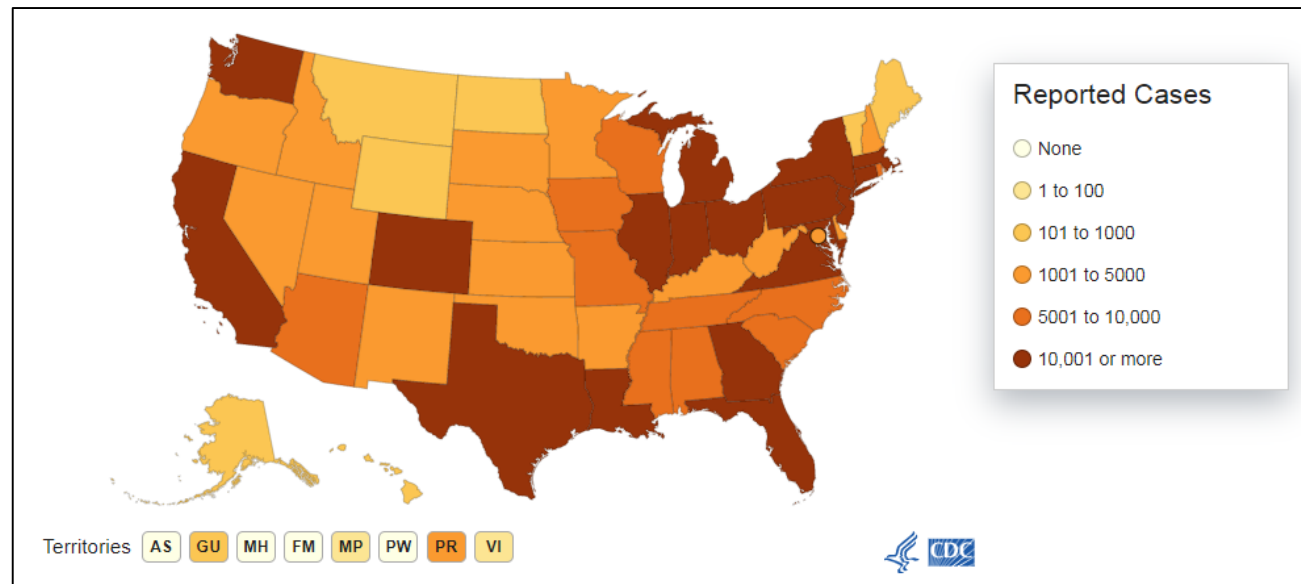 Reported Cases
None
1 to 100
101 to 1000
1001 to 5000
5001 to 10,000
10,001 or more
Territories AS GU MH FM MP PW PR VI
CDC